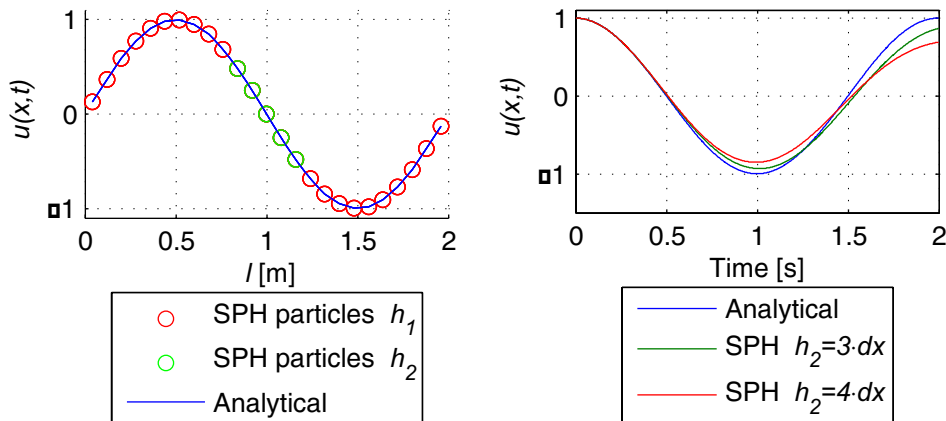 1
0
1
u(x,t)
0 0.5 1 1.5 2
l [m]
SPH particles h₁
SPH particles h₂
Analytical
1
0
1
u(x,t)
0 0.5 1 1.5 2
Time [s]
Analytical
SPH h₂=3·dx
SPH h₂=4·dx